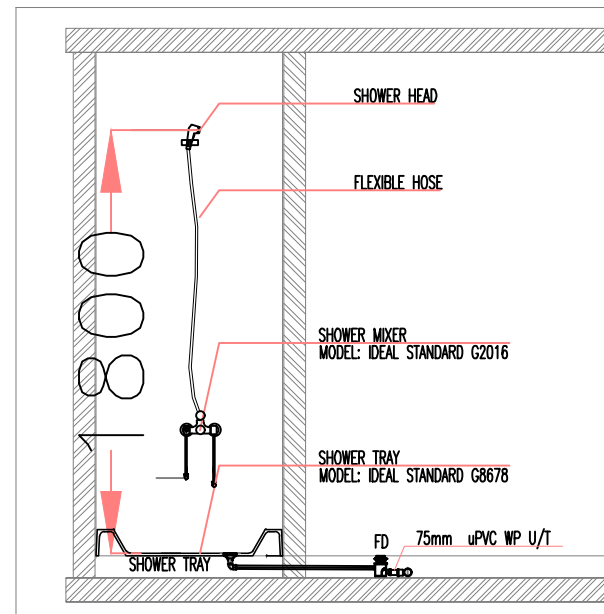 SHOWER HEAD
FLEXIBLE HOSE
1800
SHOWER MIXER
MODEL: IDEAL STANDARD G2016
SHOWER TRAY
MODEL: IDEAL STANDARD G8678
FD
75mm uPVC WP U/T
SHOWER TRAY